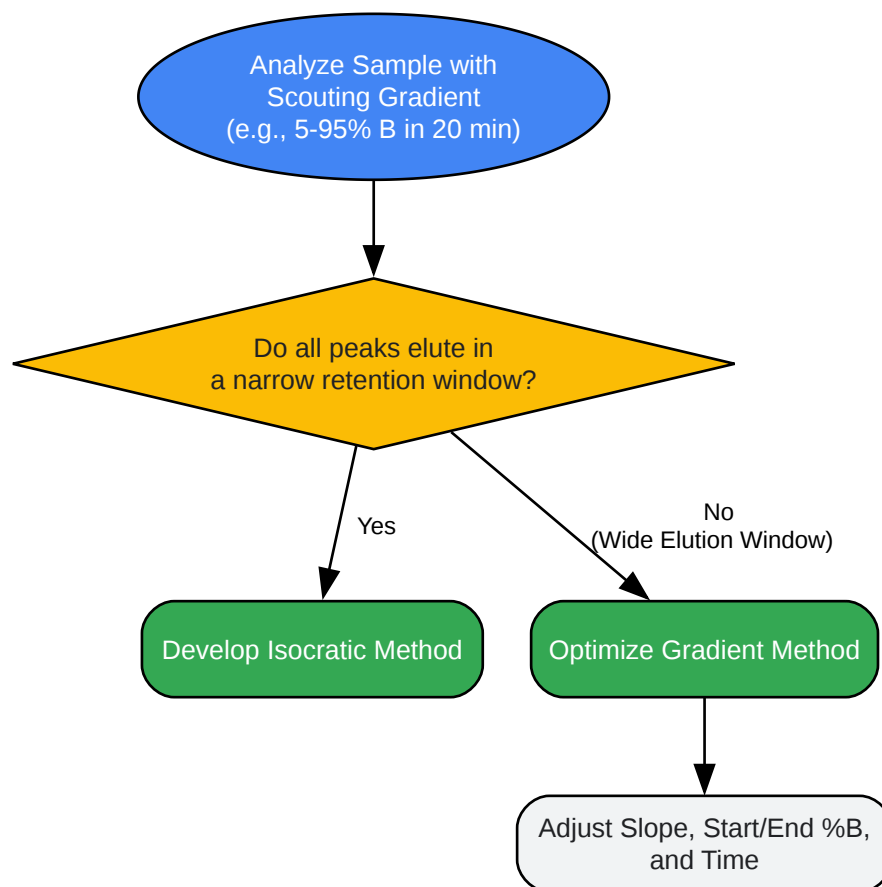 Analyze Sample with
Scouting Gradient
(e.g., 5-95% B in 20 min)
Do all peaks elute in
a narrow retention window?
Yes
No
(Wide Elution Window)
Develop Isocratic Method
Optimize Gradient Method
Adjust Slope, Start/End %B,
and Time